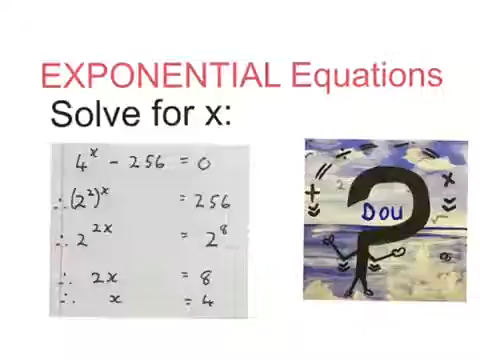 EXPONENTIAL Equations
Solve for x:
4^x - 256 = 0
∴ (2^2)^x = 256
∴ 2^{2x} = 2^8
∴ 2x = 8
∴ x = 4
Dou